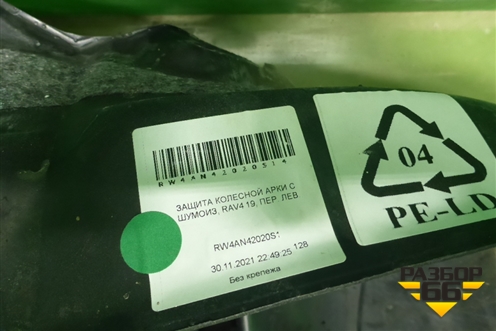 RW4AN42020S14
ЗАЩИТА КОЛЕСНОЙ АРКИ С
ШУМОИЗ, RAV4 19, ПЕР ЛЕВ
RW4AN42020S*
30.11.2021 22:49:25 128
Без крепежа
04
PE-LD
РАЗБОР
66